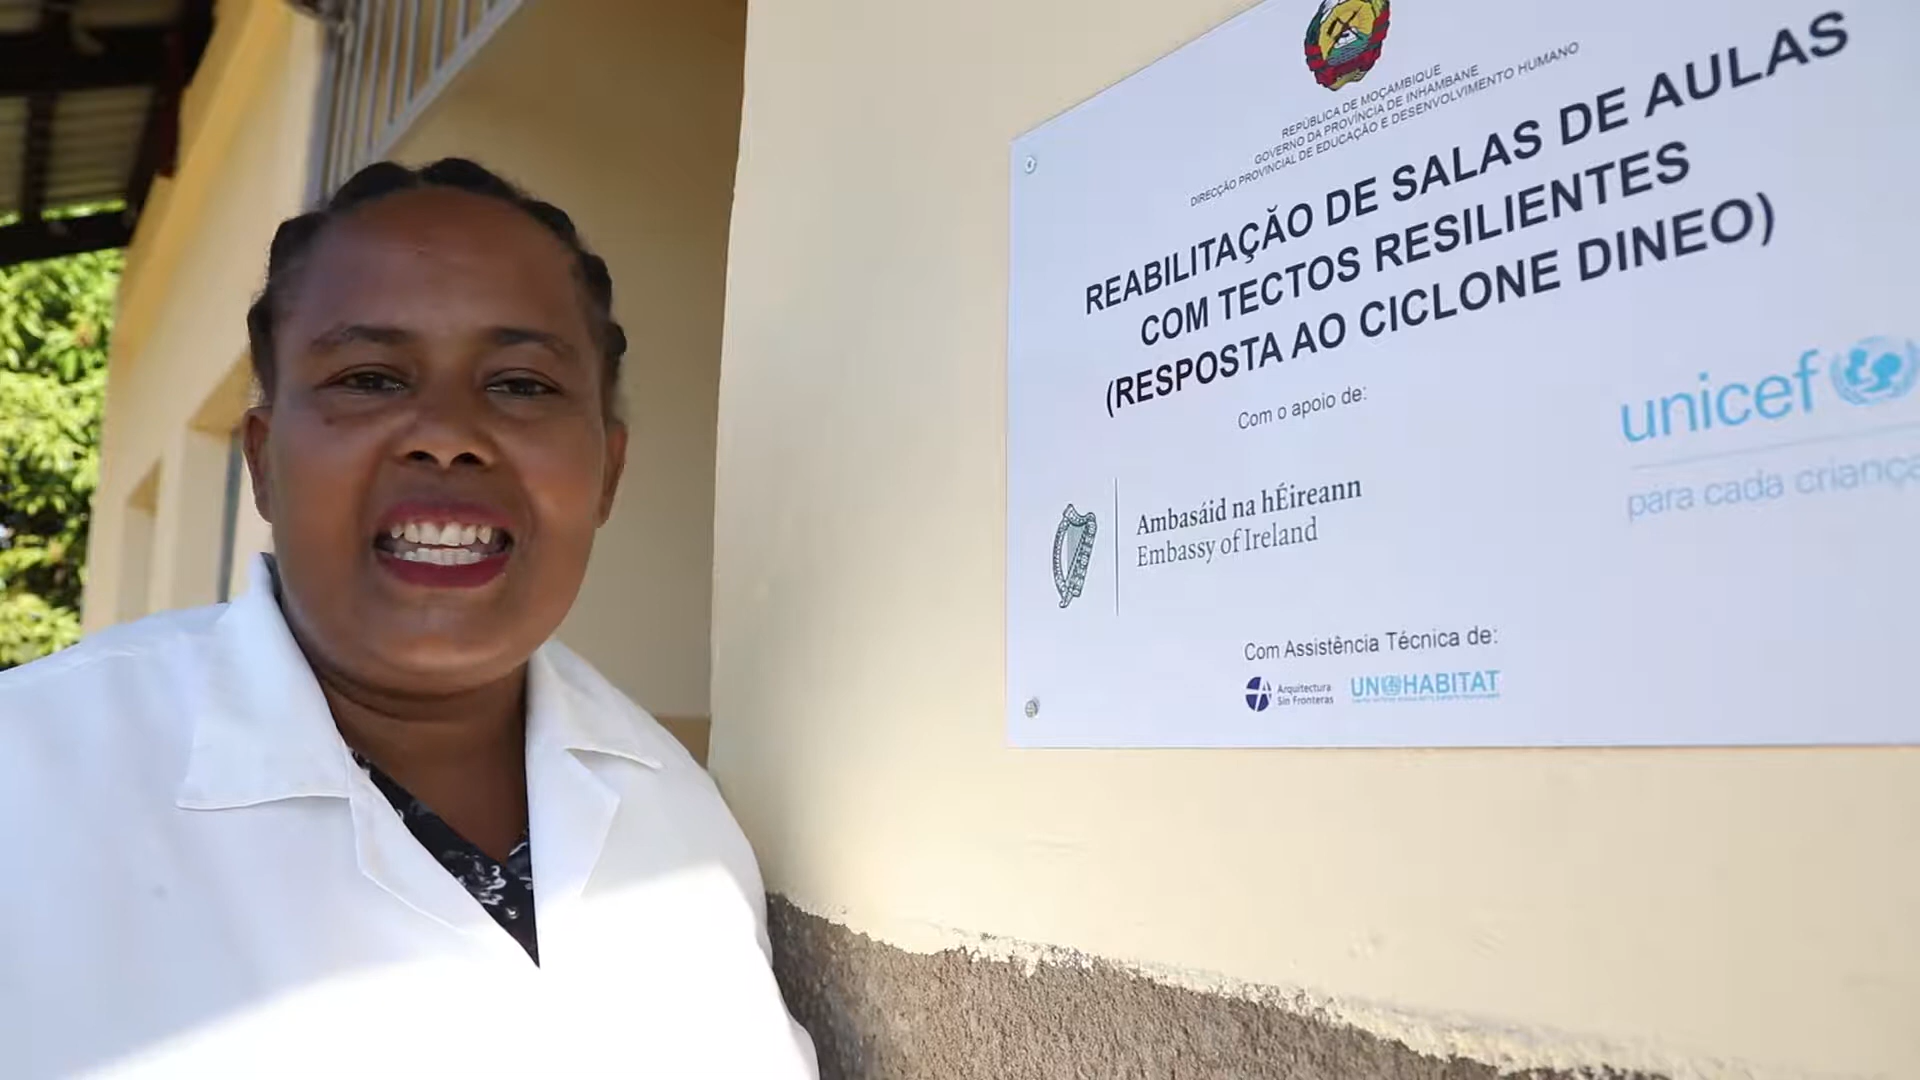 REPÚBLICA DE MOÇAMBIQUE
GOVERNO DA PROVÍNCIA DE INHAMBANE
DIRECÇÃO PROVINCIAL DE EDUCAÇÃO E DESENVOLVIMENTO HUMANO
REABILITAÇÃO DE SALAS DE AULAS
COM TECTOS RESILIENTES
(RESPOSTA AO CICLONE DINEO)
Com o apoio de:
unicef
para cada criança
Ambasáid na hÉireann
Embassy of Ireland
Com Assistência Técnica de:
Arquitectura
Sin Fronteras
UN HABITAT